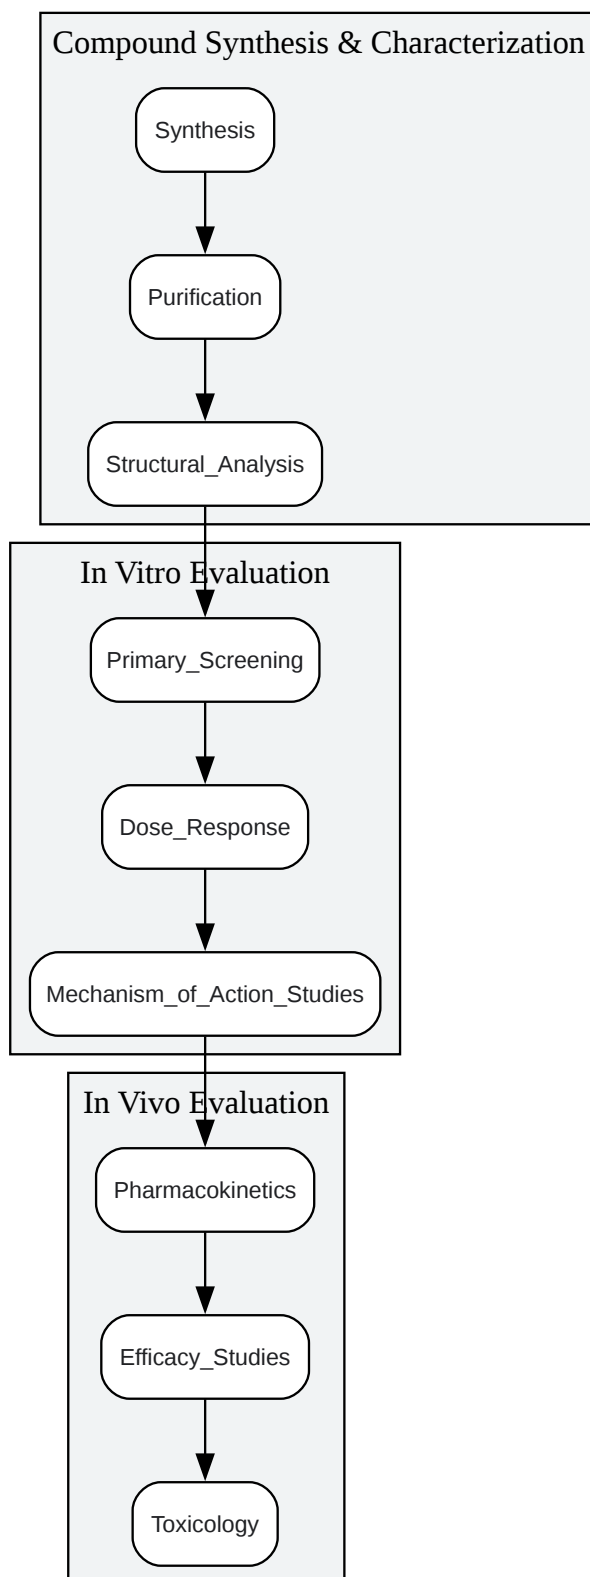 Compound Synthesis & Characterization
Synthesis
Purification
Structural_Analysis
In Vitro Evaluation
Primary_Screening
Dose_Response
Mechanism_of_Action_Studies
In Vivo Evaluation
Pharmacokinetics
Efficacy_Studies
Toxicology